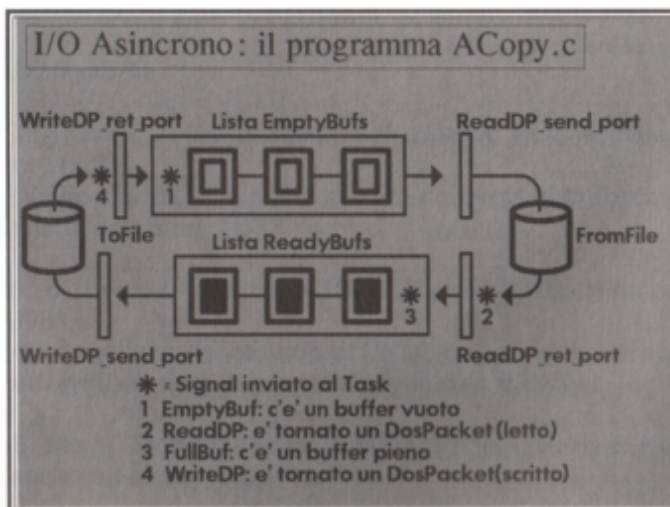 I/O Asincrono: il programma ACopy.c
WriteDP_ret_port
Lista EmptyBufs
ReadDP_send_port
4
1
ToFile
Lista ReadyBufs
FromFile
3
2
WriteDP_send_port
ReadDP_ret_port
* = Signal inviato al Task
1 EmptyBuf: c'e' un buffer vuoto
2 ReadDP: e' tornato un DosPacket(letto)
3 FullBuf: c'e' un buffer pieno
4 WriteDP: e' tornato un DosPacket(scritto)